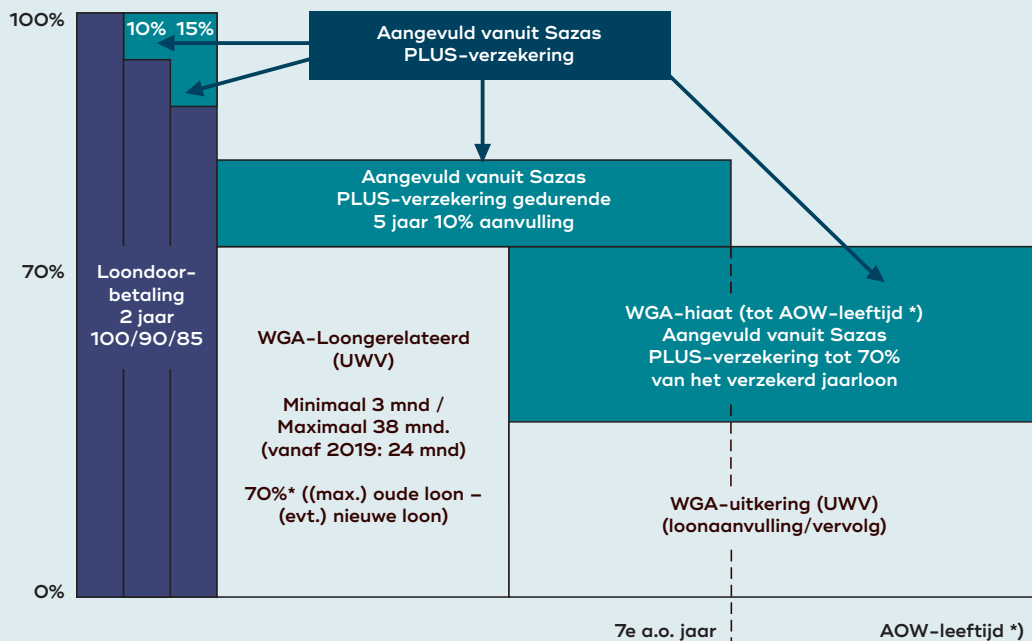 100%
10% 15%
Aangevuld vanuit Sazas
PLUS-verzekering
Aangevuld vanuit Sazas
PLUS-verzekering gedurende
5 jaar 10% aanvulling
70%
Loondoor-
betaling
2 jaar
100/90/85
WGA-Loongerelateerd
(UWV)
Minimaal 3 mnd /
Maximaal 38 mnd.
(vanaf 2019: 24 mnd)
70%* ((max.) oude loon –
(evt.) nieuwe loon)
WGA-hiaat (tot AOW-leeftijd *)
Aangevuld vanuit Sazas
PLUS-verzekering tot 70%
van het verzekerd jaarloon
WGA-uitkering (UWV)
(loonaanvulling/vervolg)
0%
7e a.o. jaar
AOW-leeftijd *)